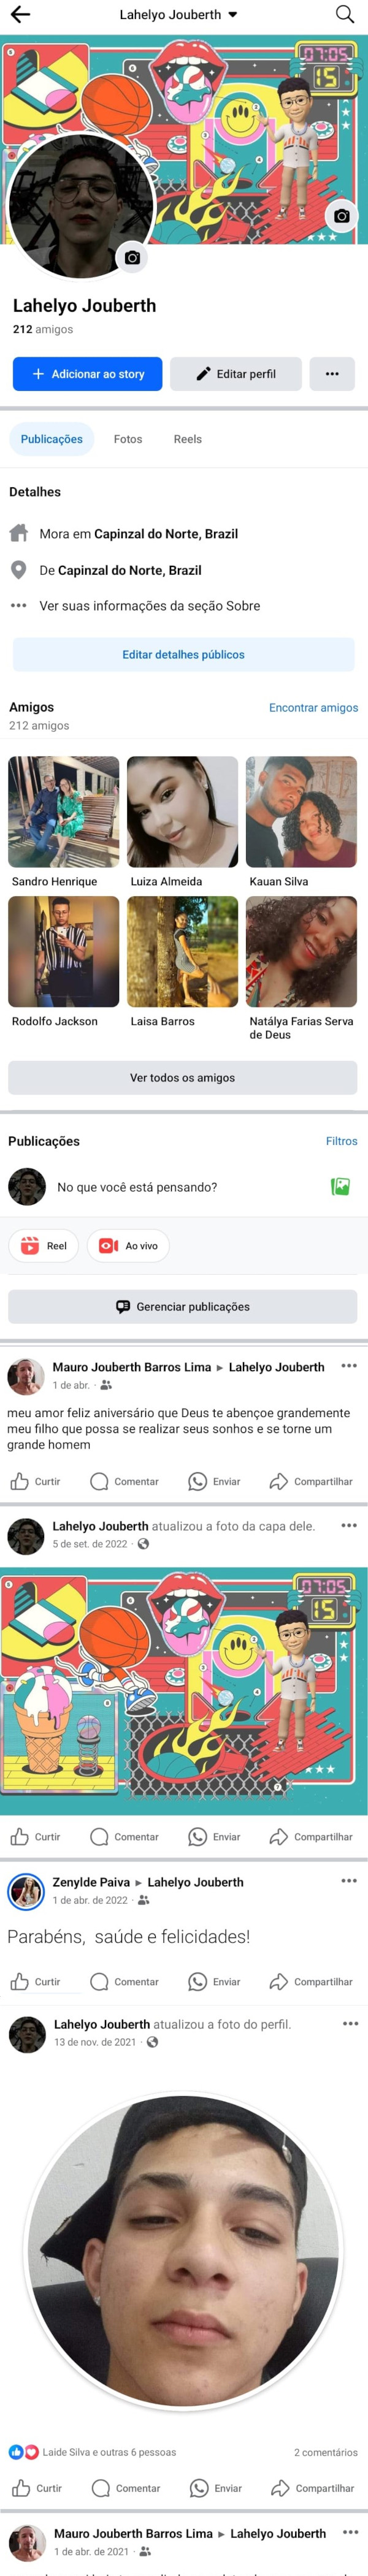 Lahelyo Jouberth
07:05
15
Lahelyo Jouberth
212 amigos
+ Adicionar ao story
Editar perfil
Publicações
Fotos
Reels
Detalhes
Mora em Capinzal do Norte, Brazil
De Capinzal do Norte, Brazil
Ver suas informações da seção Sobre
Editar detalhes públicos
Amigos
Encontrar amigos
212 amigos
Sandro Henrique
Luiza Almeida
Kauan Silva
Rodolfo Jackson
Laisa Barros
Natálya Farias Serva
de Deus
Ver todos os amigos
Publicações
Filtros
No que você está pensando?
Reel
Ao vivo
Gerenciar publicações
Mauro Jouberth Barros Lima ▸ Lahelyo Jouberth
1 de abr. ·
meu amor feliz aniversário que Deus te abençoe grandemente
meu filho que possa se realizar seus sonhos e se torne um
grande homem
Curtir
Comentar
Enviar
Compartilhar
Lahelyo Jouberth atualizou a foto da capa dele.
5 de set. de 2022 ·
07:05
15
Curtir
Comentar
Enviar
Compartilhar
Zenylde Paiva ▸ Lahelyo Jouberth
1 de abr. de 2022 ·
Parabéns, saúde e felicidades!
Curtir
Comentar
Enviar
Compartilhar
Lahelyo Jouberth atualizou a foto do perfil.
13 de nov. de 2021 ·
Laide Silva e outras 6 pessoas
2 comentários
Curtir
Comentar
Enviar
Compartilhar
Mauro Jouberth Barros Lima ▸ Lahelyo Jouberth
1 de abr. de 2021 ·